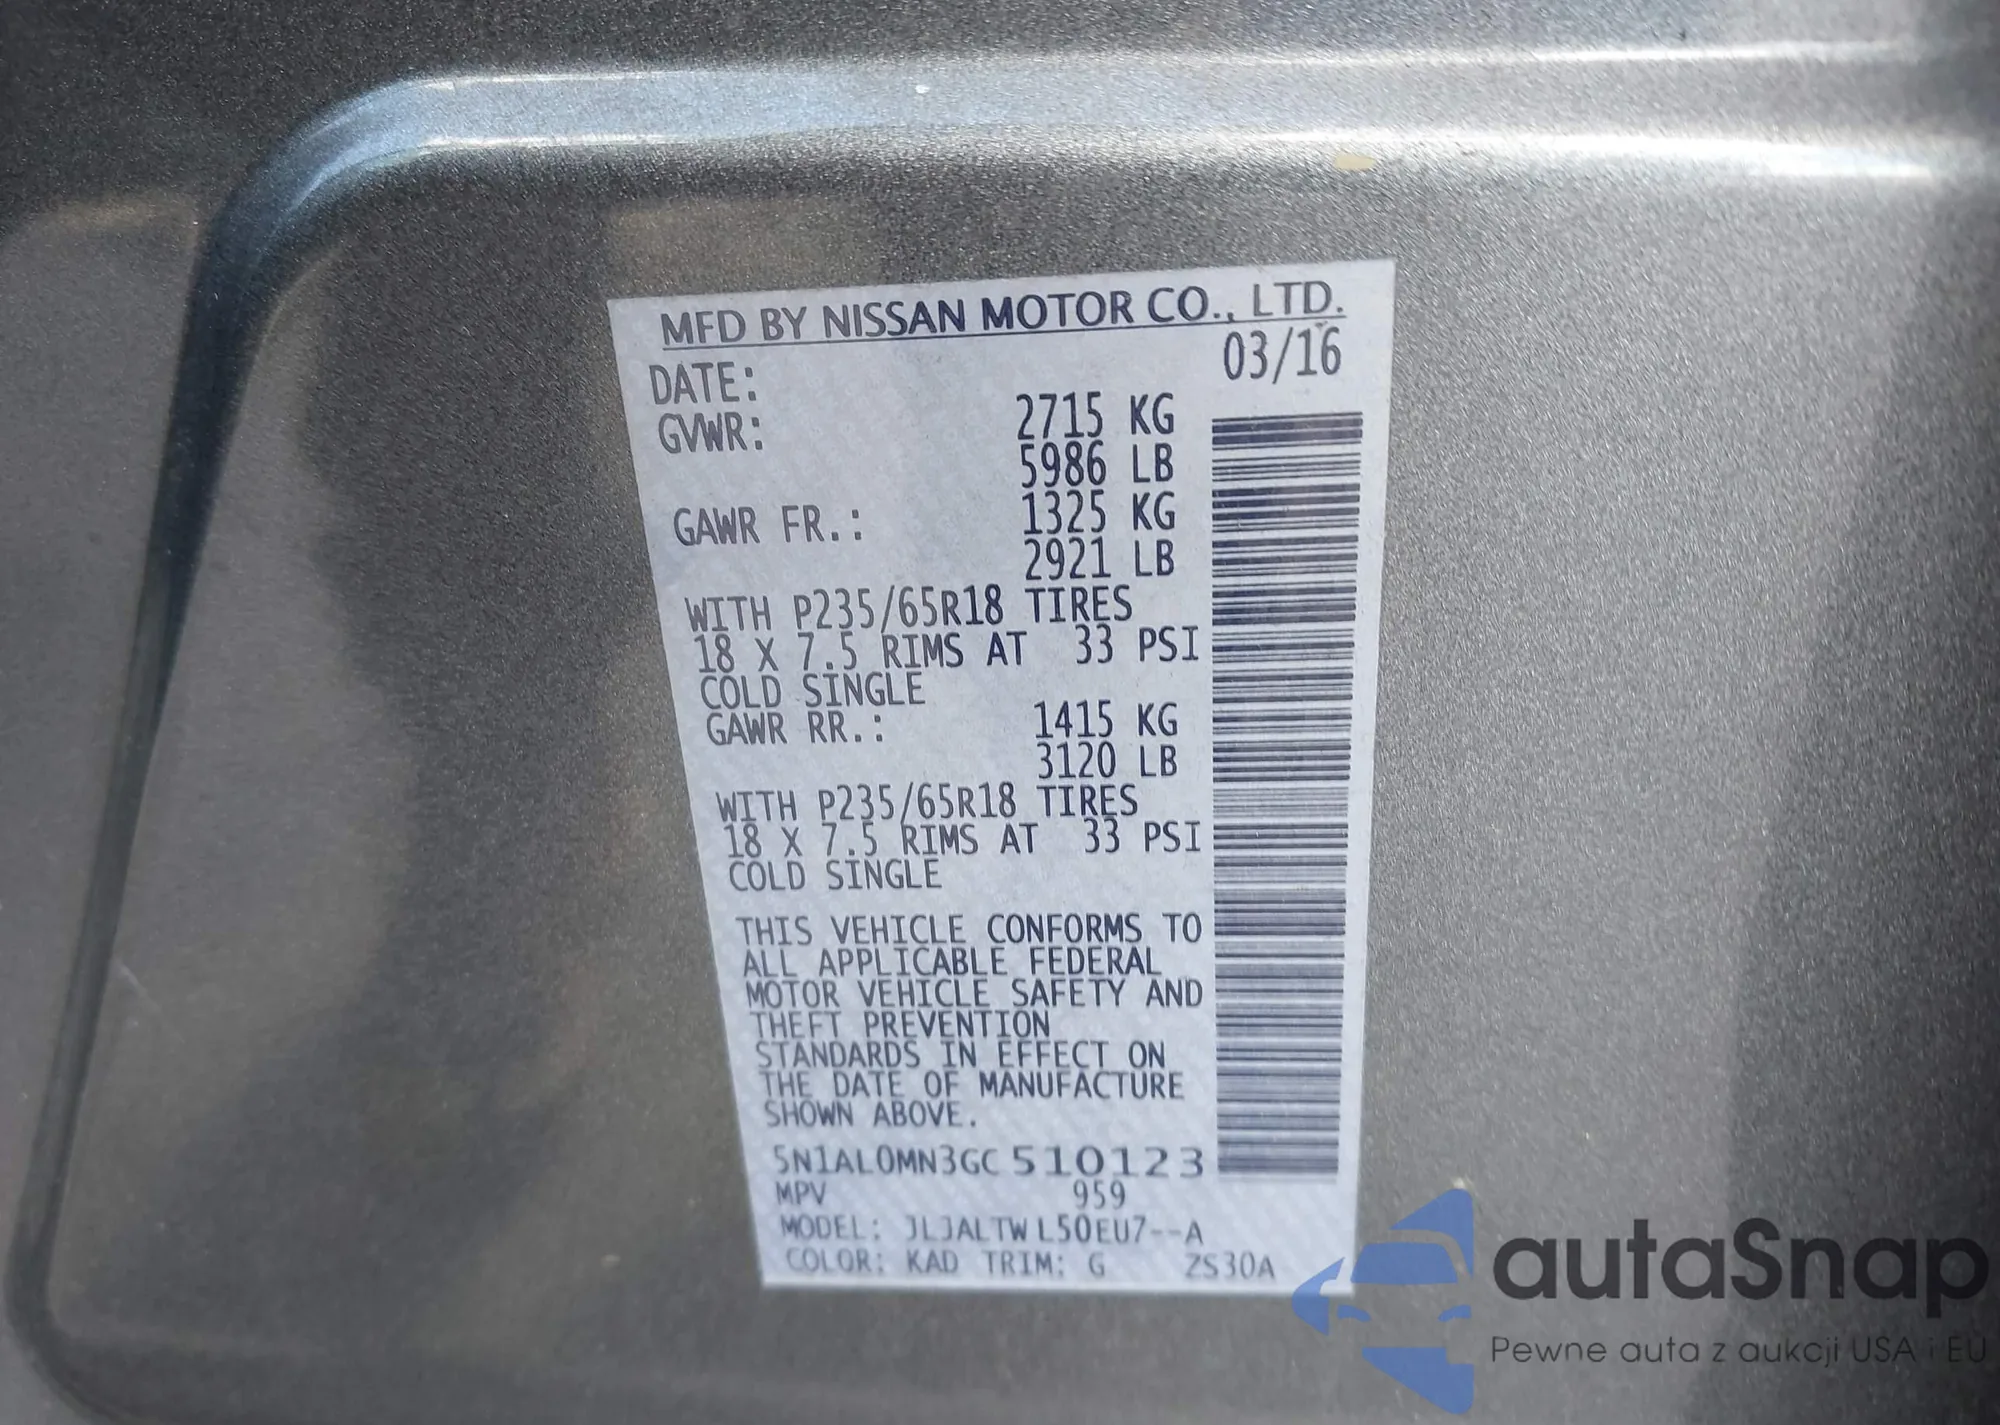 MFD BY NISSAN MOTOR CO., LTD.
DATE: 03/16
GVWR: 2715 KG
5986 LB
GAWR FR.: 1325 KG
2921 LB
WITH P235/65R18 TIRES
18 X 7.5 RIMS AT 33 PSI
COLD SINGLE
GAWR RR.: 1415 KG
3120 LB
WITH P235/65R18 TIRES
18 X 7.5 RIMS AT 33 PSI
COLD SINGLE
THIS VEHICLE CONFORMS TO
ALL APPLICABLE FEDERAL
MOTOR VEHICLE SAFETY AND
THEFT PREVENTION
STANDARDS IN EFFECT ON
THE DATE OF MANUFACTURE
SHOWN ABOVE.
5N1AL0MN3GC510123
MPV 959
MODEL: JLJALTWL50EU7--A
COLOR: KAD TRIM: G ZS30A
autaSnap
Pewne auta z aukcji USA i EU